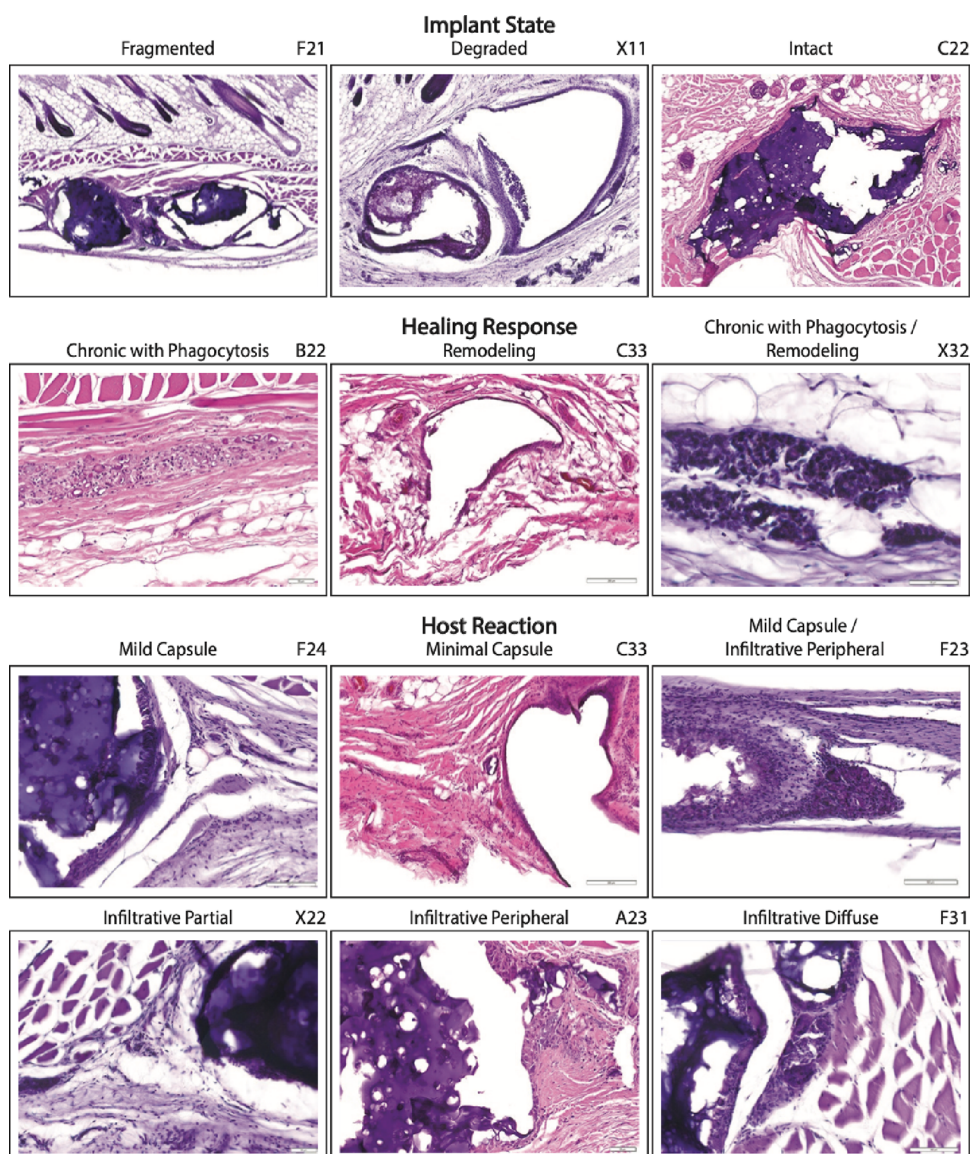 Implant State
Fragmented F21
Degraded X11
Intact C22
Healing Response
Chronic with Phagocytosis B22
Remodeling C33
Chronic with Phagocytosis /
Remodeling X32
Host Reaction
Mild Capsule F24
Minimal Capsule C33
Mild Capsule /
Infiltrative Peripheral F23
Infiltrative Partial X22
Infiltrative Peripheral A23
Infiltrative Diffuse F31